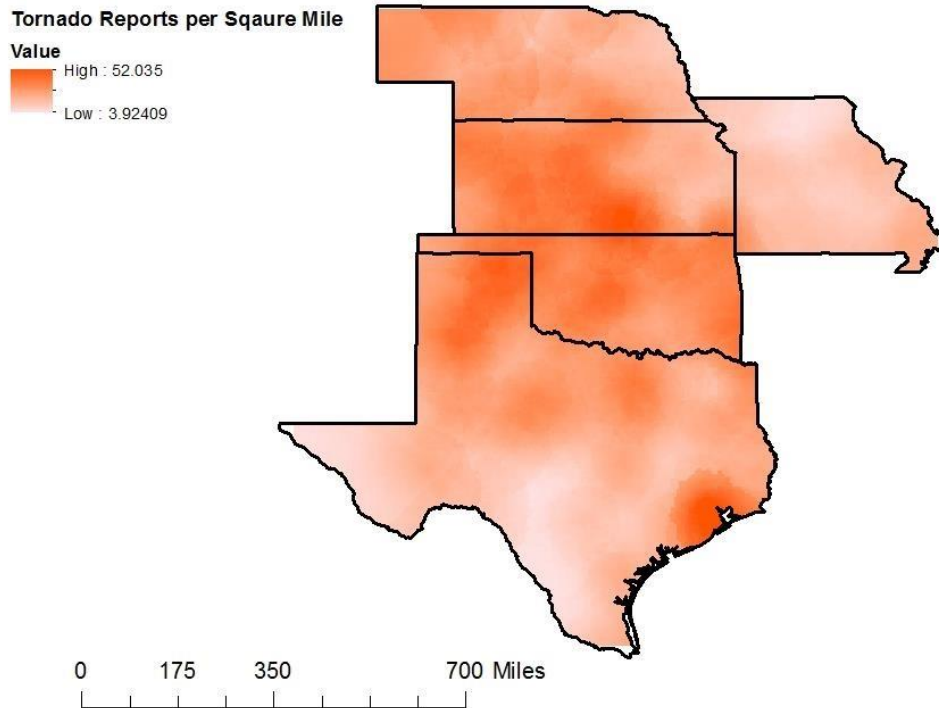 Tornado Reports per Sqaure Mile
Value
High : 52.035
Low : 3.92409
0 175 350 700 Miles